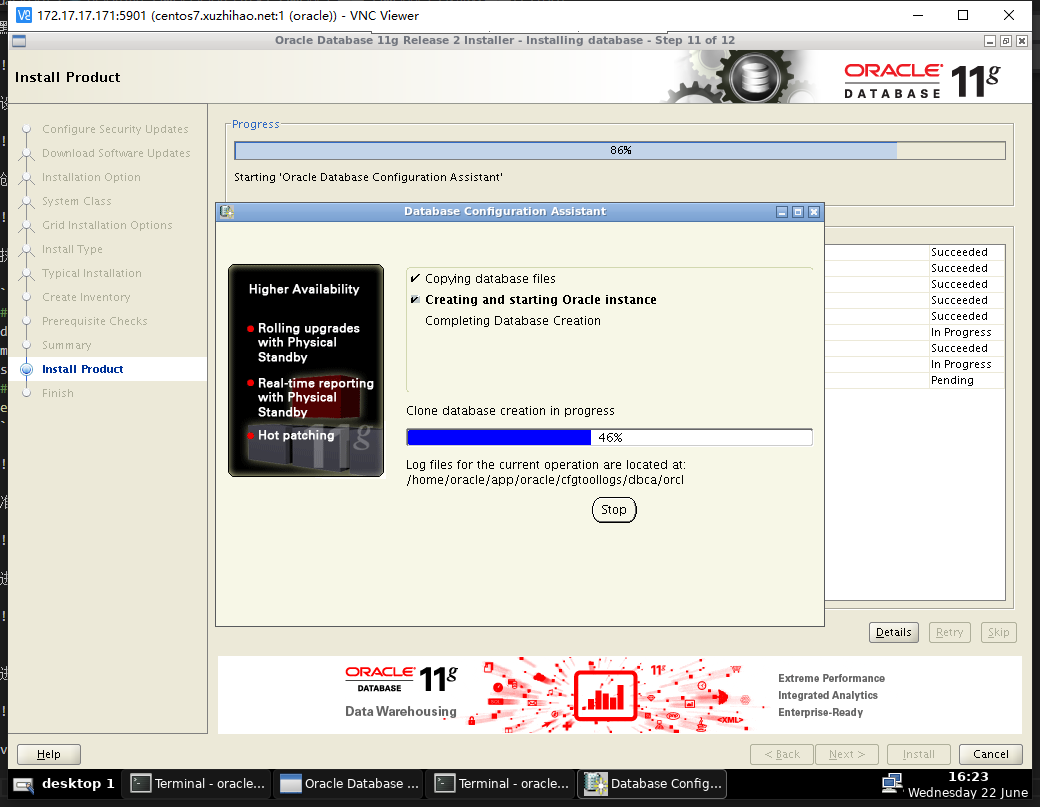 172.17.17.171:5901 (centos7.xuzhihao.net:1 (oracle)) - VNC Viewer
Oracle Database 11g Release 2 Installer - Installing database - Step 11 of 12
Install Product
ORACLE
DATABASE
11g
Configure Security Updates
Download Software Updates
Installation Option
System Class
Grid Installation Options
Install Type
Typical Installation
Create Inventory
Prerequisite Checks
Summary
Install Product
Finish
Progress
86%
Starting 'Oracle Database Configuration Assistant'
Succeeded
Succeeded
Succeeded
Succeeded
Succeeded
In Progress
Succeeded
In Progress
Pending
Database Configuration Assistant
Higher Availability
Rolling upgrades
with Physical
Standby
Real-time reporting
with Physical
Standby
Hot patching
11g
Copying database files
Creating and starting Oracle instance
Completing Database Creation
Clone database creation in progress
46%
Log files for the current operation are located at:
/home/oracle/app/oracle/cfgtoollogs/dbca/orcl
Stop
Details
Retry
Skip
ORACLE
DATABASE
11g
Data Warehousing
11g
<XML>
Extreme Performance
Integrated Analytics
Enterprise-Ready
Help
< Back
Next >
Install
Cancel
desktop 1
Terminal - oracle...
Oracle Database ...
Terminal - oracle...
Database Config...
16:23
Wednesday 22 June